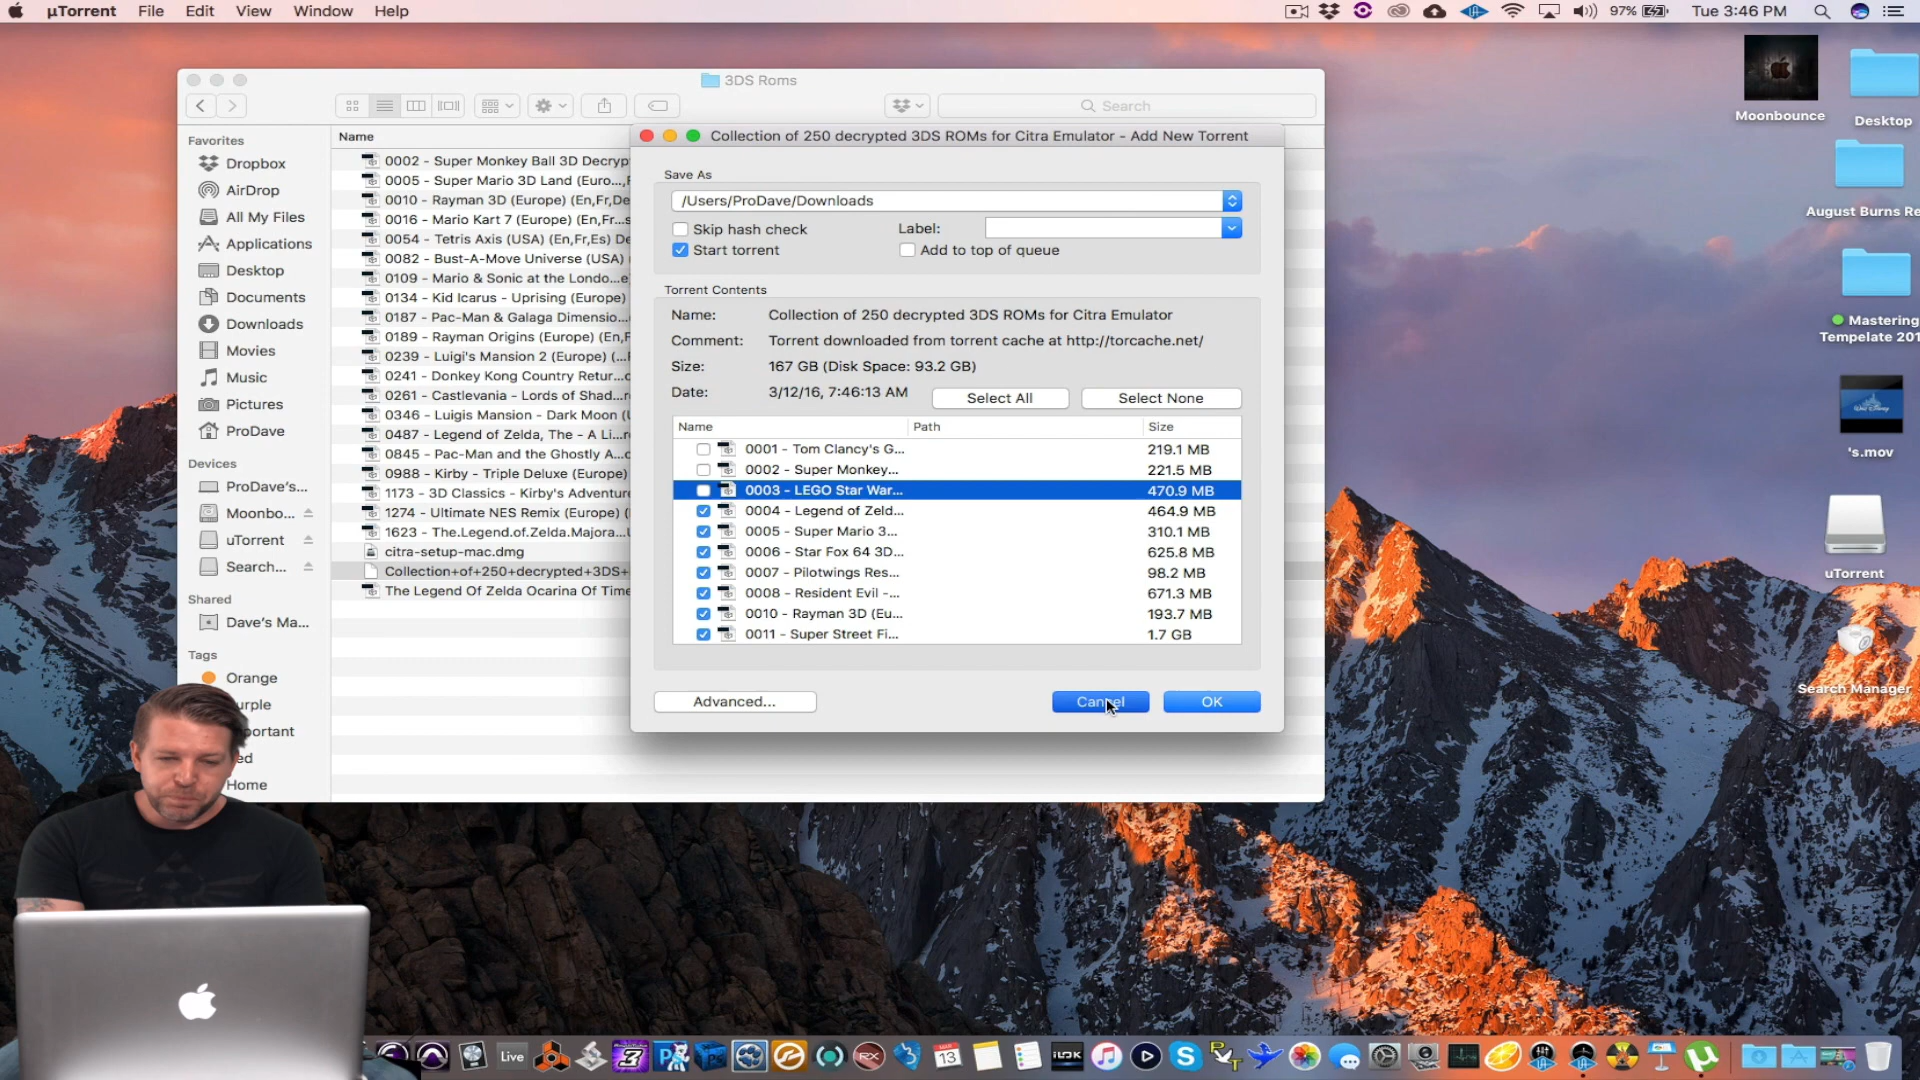 µTorrent File Edit View Window Help 97% Tue 3:46 PM
3DS Roms
Search
Favorites
Dropbox
AirDrop
All My Files
Applications
Desktop
Documents
Downloads
Movies
Music
Pictures
ProDave
Devices
ProDave's...
Moonbo...
uTorrent
Search...
Shared
Dave's Ma...
Tags
Orange
urple
portant
ed
Home
Name
0002 - Super Monkey Ball 3D Decryp
0005 - Super Mario 3D Land (Euro...,F
0010 - Rayman 3D (Europe) (En,Fr,De
0016 - Mario Kart 7 (Europe) (En,Fr...s
0054 - Tetris Axis (USA) (En,Fr,Es) De
0082 - Bust-A-Move Universe (USA)
0109 - Mario & Sonic at the Londo...e)
0134 - Kid Icarus - Uprising (Europe)
0187 - Pac-Man & Galaga Dimensio...
0189 - Rayman Origins (Europe) (En,F
0239 - Luigi's Mansion 2 (Europe) (E
0241 - Donkey Kong Country Retur...c
0261 - Castlevania - Lords of Shad...c
0346 - Luigis Mansion - Dark Moon (U
0487 - Legend of Zelda, The - A Li...r
0845 - Pac-Man and the Ghostly A...c
0988 - Kirby - Triple Deluxe (Europe)
1173 - 3D Classics - Kirby's Adventure
1274 - Ultimate NES Remix (Europe) (
1623 - The.Legend.of.Zelda.Majora...
citra-setup-mac.dmg
Collection+of+250+decrypted+3DS+
The Legend Of Zelda Ocarina Of Time
Collection of 250 decrypted 3DS ROMs for Citra Emulator - Add New Torrent
Save As
/Users/ProDave/Downloads
Skip hash check Label:
Start torrent Add to top of queue
Torrent Contents
Name: Collection of 250 decrypted 3DS ROMs for Citra Emulator
Comment: Torrent downloaded from torrent cache at http://torcache.net/
Size: 167 GB (Disk Space: 93.2 GB)
Date: 3/12/16, 7:46:13 AM Select All Select None
Name Path Size
0001 - Tom Clancy's G... 219.1 MB
0002 - Super Monkey... 221.5 MB
0003 - LEGO Star War... 470.9 MB
0004 - Legend of Zeld... 464.9 MB
0005 - Super Mario 3... 310.1 MB
0006 - Star Fox 64 3D... 625.8 MB
0007 - Pilotwings Res... 98.2 MB
0008 - Resident Evil -... 671.3 MB
0010 - Rayman 3D (Eu... 193.7 MB
0011 - Super Street Fi... 1.7 GB
Advanced... Cancel OK
Moonbounce
Desktop
August Burns Re
Mastering
Tempelate 201
Walt Disney
's.mov
uTorrent
Search Manager
Live
RX
13
iLOK